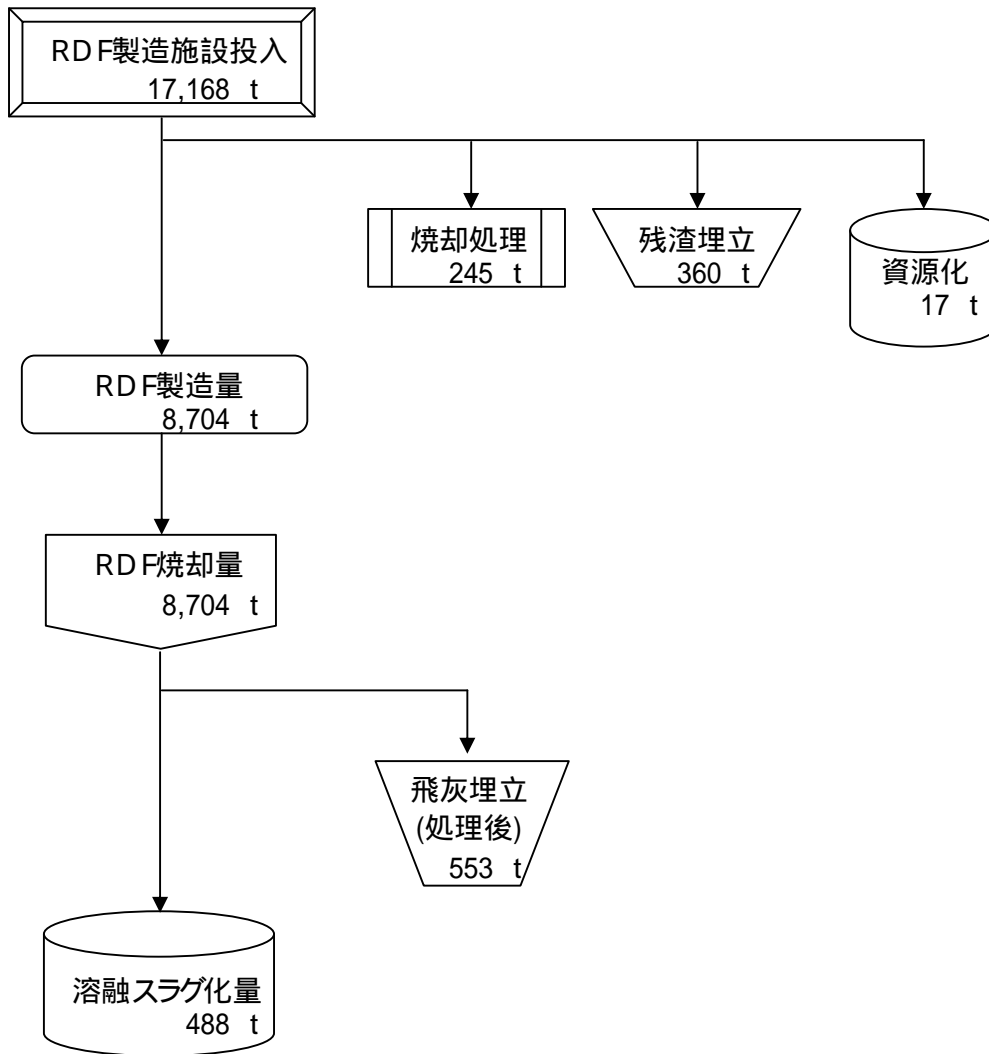 RDF製造施設投入
17,168 t
焼却処理
245 t
残渣埋立
360 t
資源化
17 t
RDF製造量
8,704 t
RDF焼却量
8,704 t
飛灰埋立
(処理後)
553 t
溶融スラグ化量
488 t